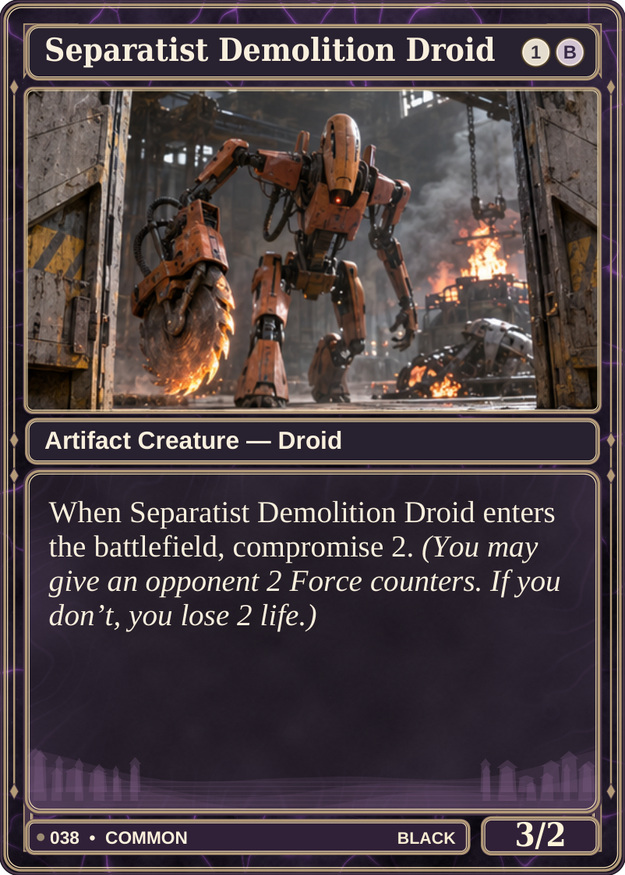 Separatist Demolition Droid 1 B
Artifact Creature — Droid
When Separatist Demolition Droid enters
the battlefield, compromise 2. (You may
give an opponent 2 Force counters. If you
don’t, you lose 2 life.)
038 • COMMON BLACK 3/2